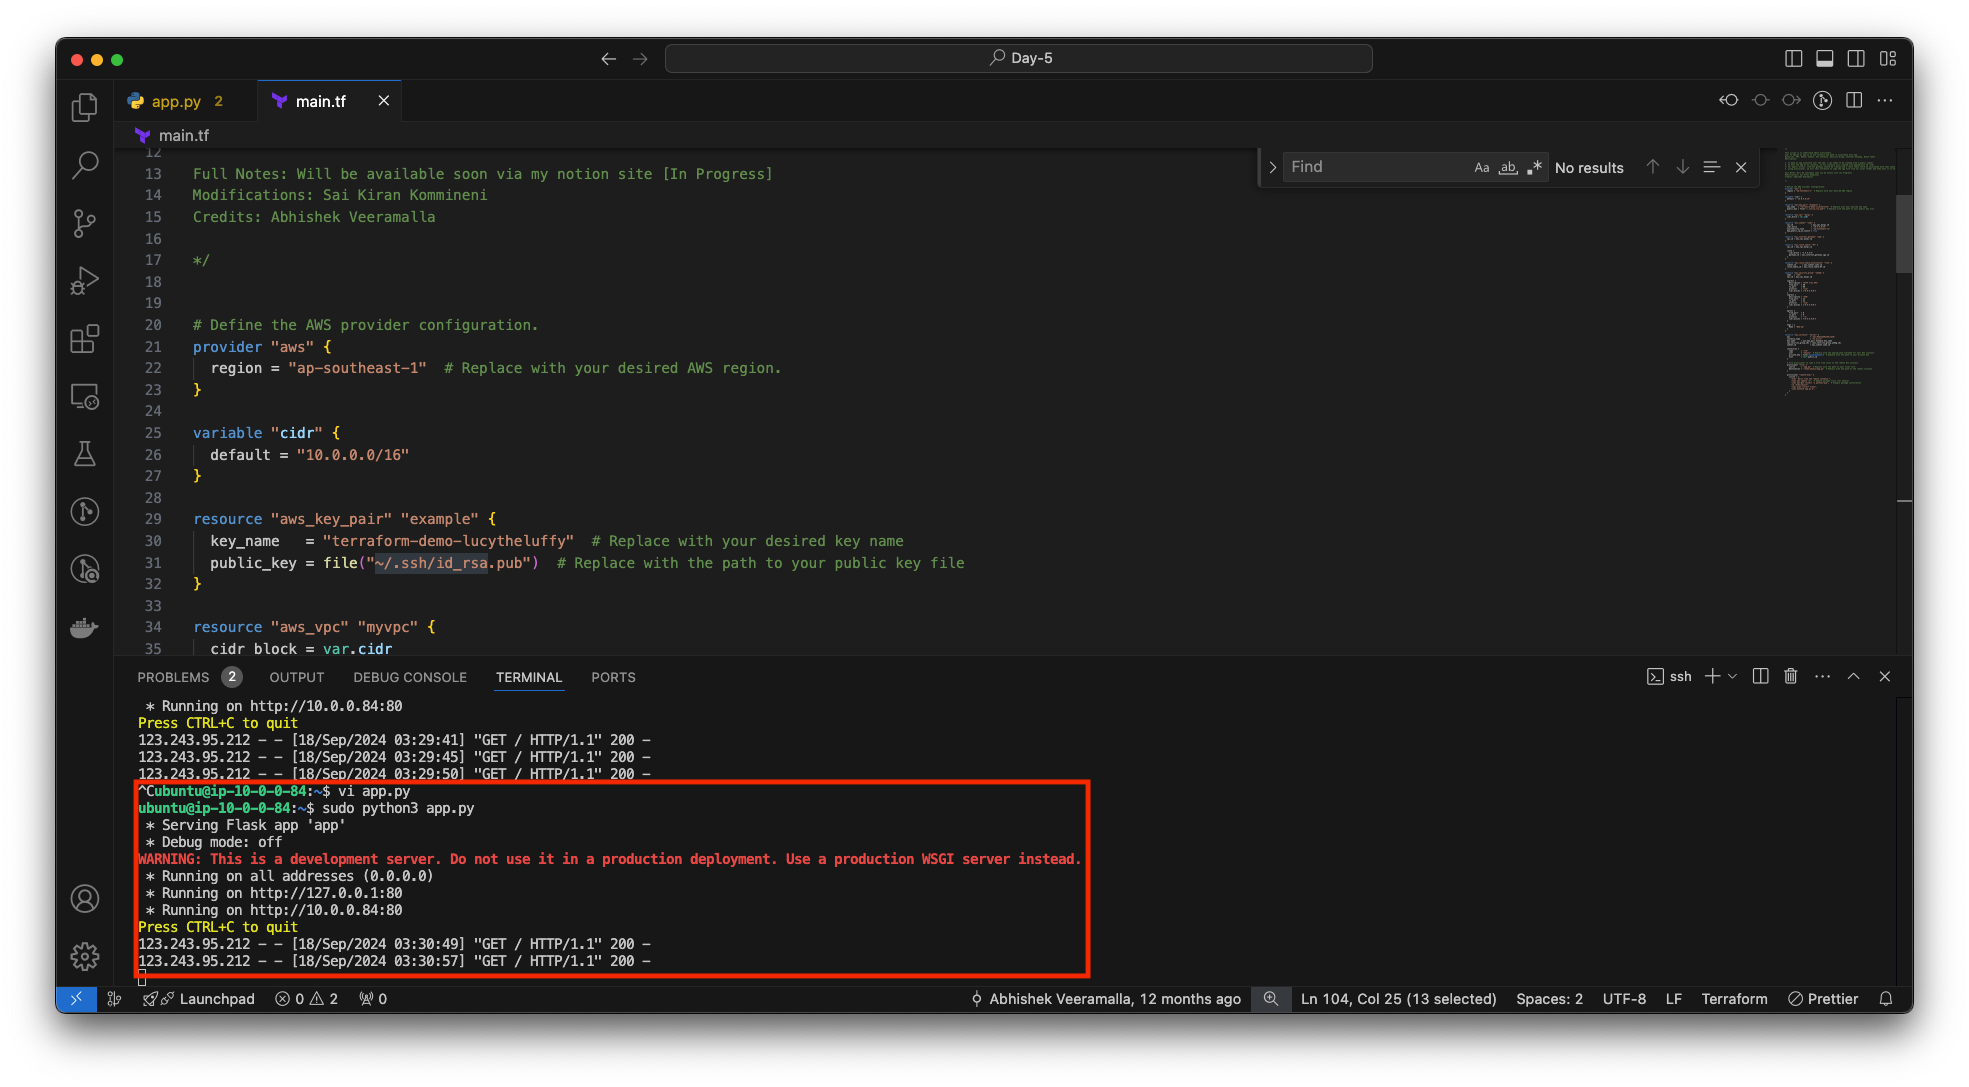 Day-5
app.py 2
main.tf
main.tf
Find
Aa ab .* No results
12
13 Full Notes: Will be available soon via my notion site [In Progress]
14 Modifications: Sai Kiran Kommineni
15 Credits: Abhishek Veeramalla
16
17 */
18
19
20 # Define the AWS provider configuration.
21 provider "aws" {
22 region = "ap-southeast-1"  # Replace with your desired AWS region.
23 }
24
25 variable "cidr" {
26 default = "10.0.0.0/16"
27 }
28
29 resource "aws_key_pair" "example" {
30 key_name   = "terraform-demo-lucytheluffy"  # Replace with your desired key name
31 public_key = file("~/.ssh/id_rsa.pub")  # Replace with the path to your public key file
32 }
33
34 resource "aws_vpc" "myvpc" {
35 cidr_block = var.cidr
PROBLEMS 2 OUTPUT DEBUG CONSOLE TERMINAL PORTS
ssh
* Running on http://10.0.0.84:80
Press CTRL+C to quit
123.243.95.212 - - [18/Sep/2024 03:29:41] "GET / HTTP/1.1" 200 -
123.243.95.212 - - [18/Sep/2024 03:29:45] "GET / HTTP/1.1" 200 -
123.243.95.212 - - [18/Sep/2024 03:29:50] "GET / HTTP/1.1" 200 -
^Cubuntu@ip-10-0-0-84:~$ vi app.py
ubuntu@ip-10-0-0-84:~$ sudo python3 app.py
* Serving Flask app 'app'
* Debug mode: off
WARNING: This is a development server. Do not use it in a production deployment. Use a production WSGI server instead.
* Running on all addresses (0.0.0.0)
* Running on http://127.0.0.1:80
* Running on http://10.0.0.84:80
Press CTRL+C to quit
123.243.95.212 - - [18/Sep/2024 03:30:49] "GET / HTTP/1.1" 200 -
123.243.95.212 - - [18/Sep/2024 03:30:57] "GET / HTTP/1.1" 200 -
Launchpad 0 2 0 Abhishek Veeramalla, 12 months ago Ln 104, Col 25 (13 selected) Spaces: 2 UTF-8 LF Terraform Prettier